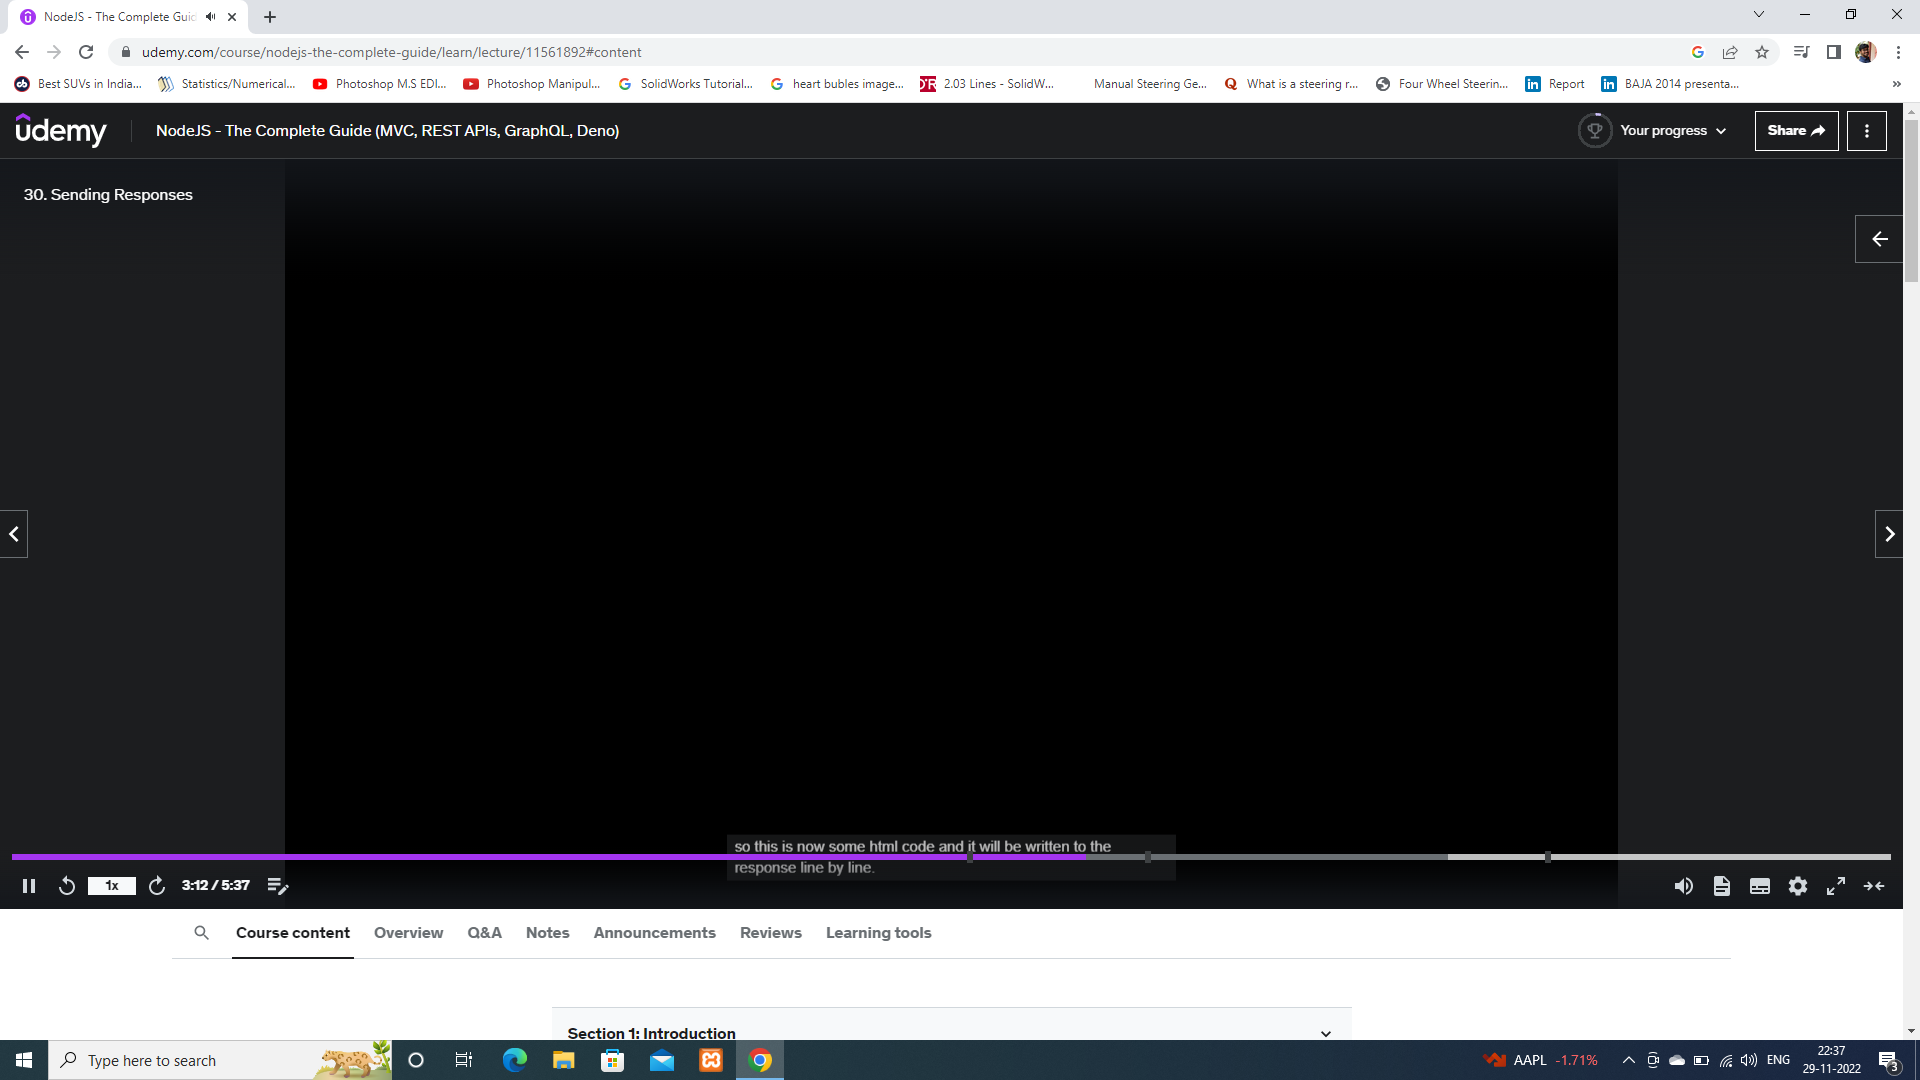 NodeJS - The Complete Guid
udemy.com/course/nodejs-the-complete-guide/learn/lecture/11561892#content
Best SUVs in India... Statistics/Numerical... Photoshop M.S EDI... Photoshop Manipul... SolidWorks Tutorial... heart bubles image... 2.03 Lines - SolidW... Manual Steering Ge... What is a steering r... Four Wheel Steerin... Report BAJA 2014 presenta... »
udemy NodeJS - The Complete Guide (MVC, REST APIs, GraphQL, Deno) Your progress Share
30. Sending Responses
so this is now some html code and it will be written to the
response line by line.
1x 3:12 / 5:37
Course content Overview Q&A Notes Announcements Reviews Learning tools
Section 1: Introduction
Type here to search AAPL -1.71% ENG 22:37
29-11-2022 3